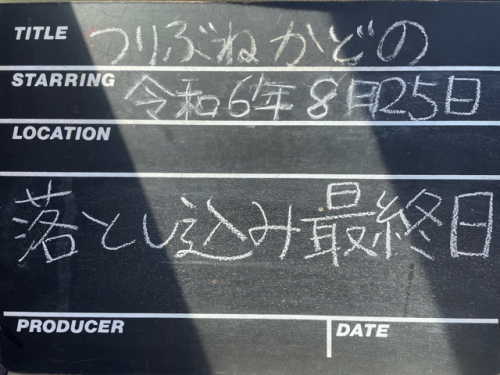 TITLE つりぶねかどの
STARRING 令和6年8月25日
LOCATION
落とし込み最終日
PRODUCER DATE